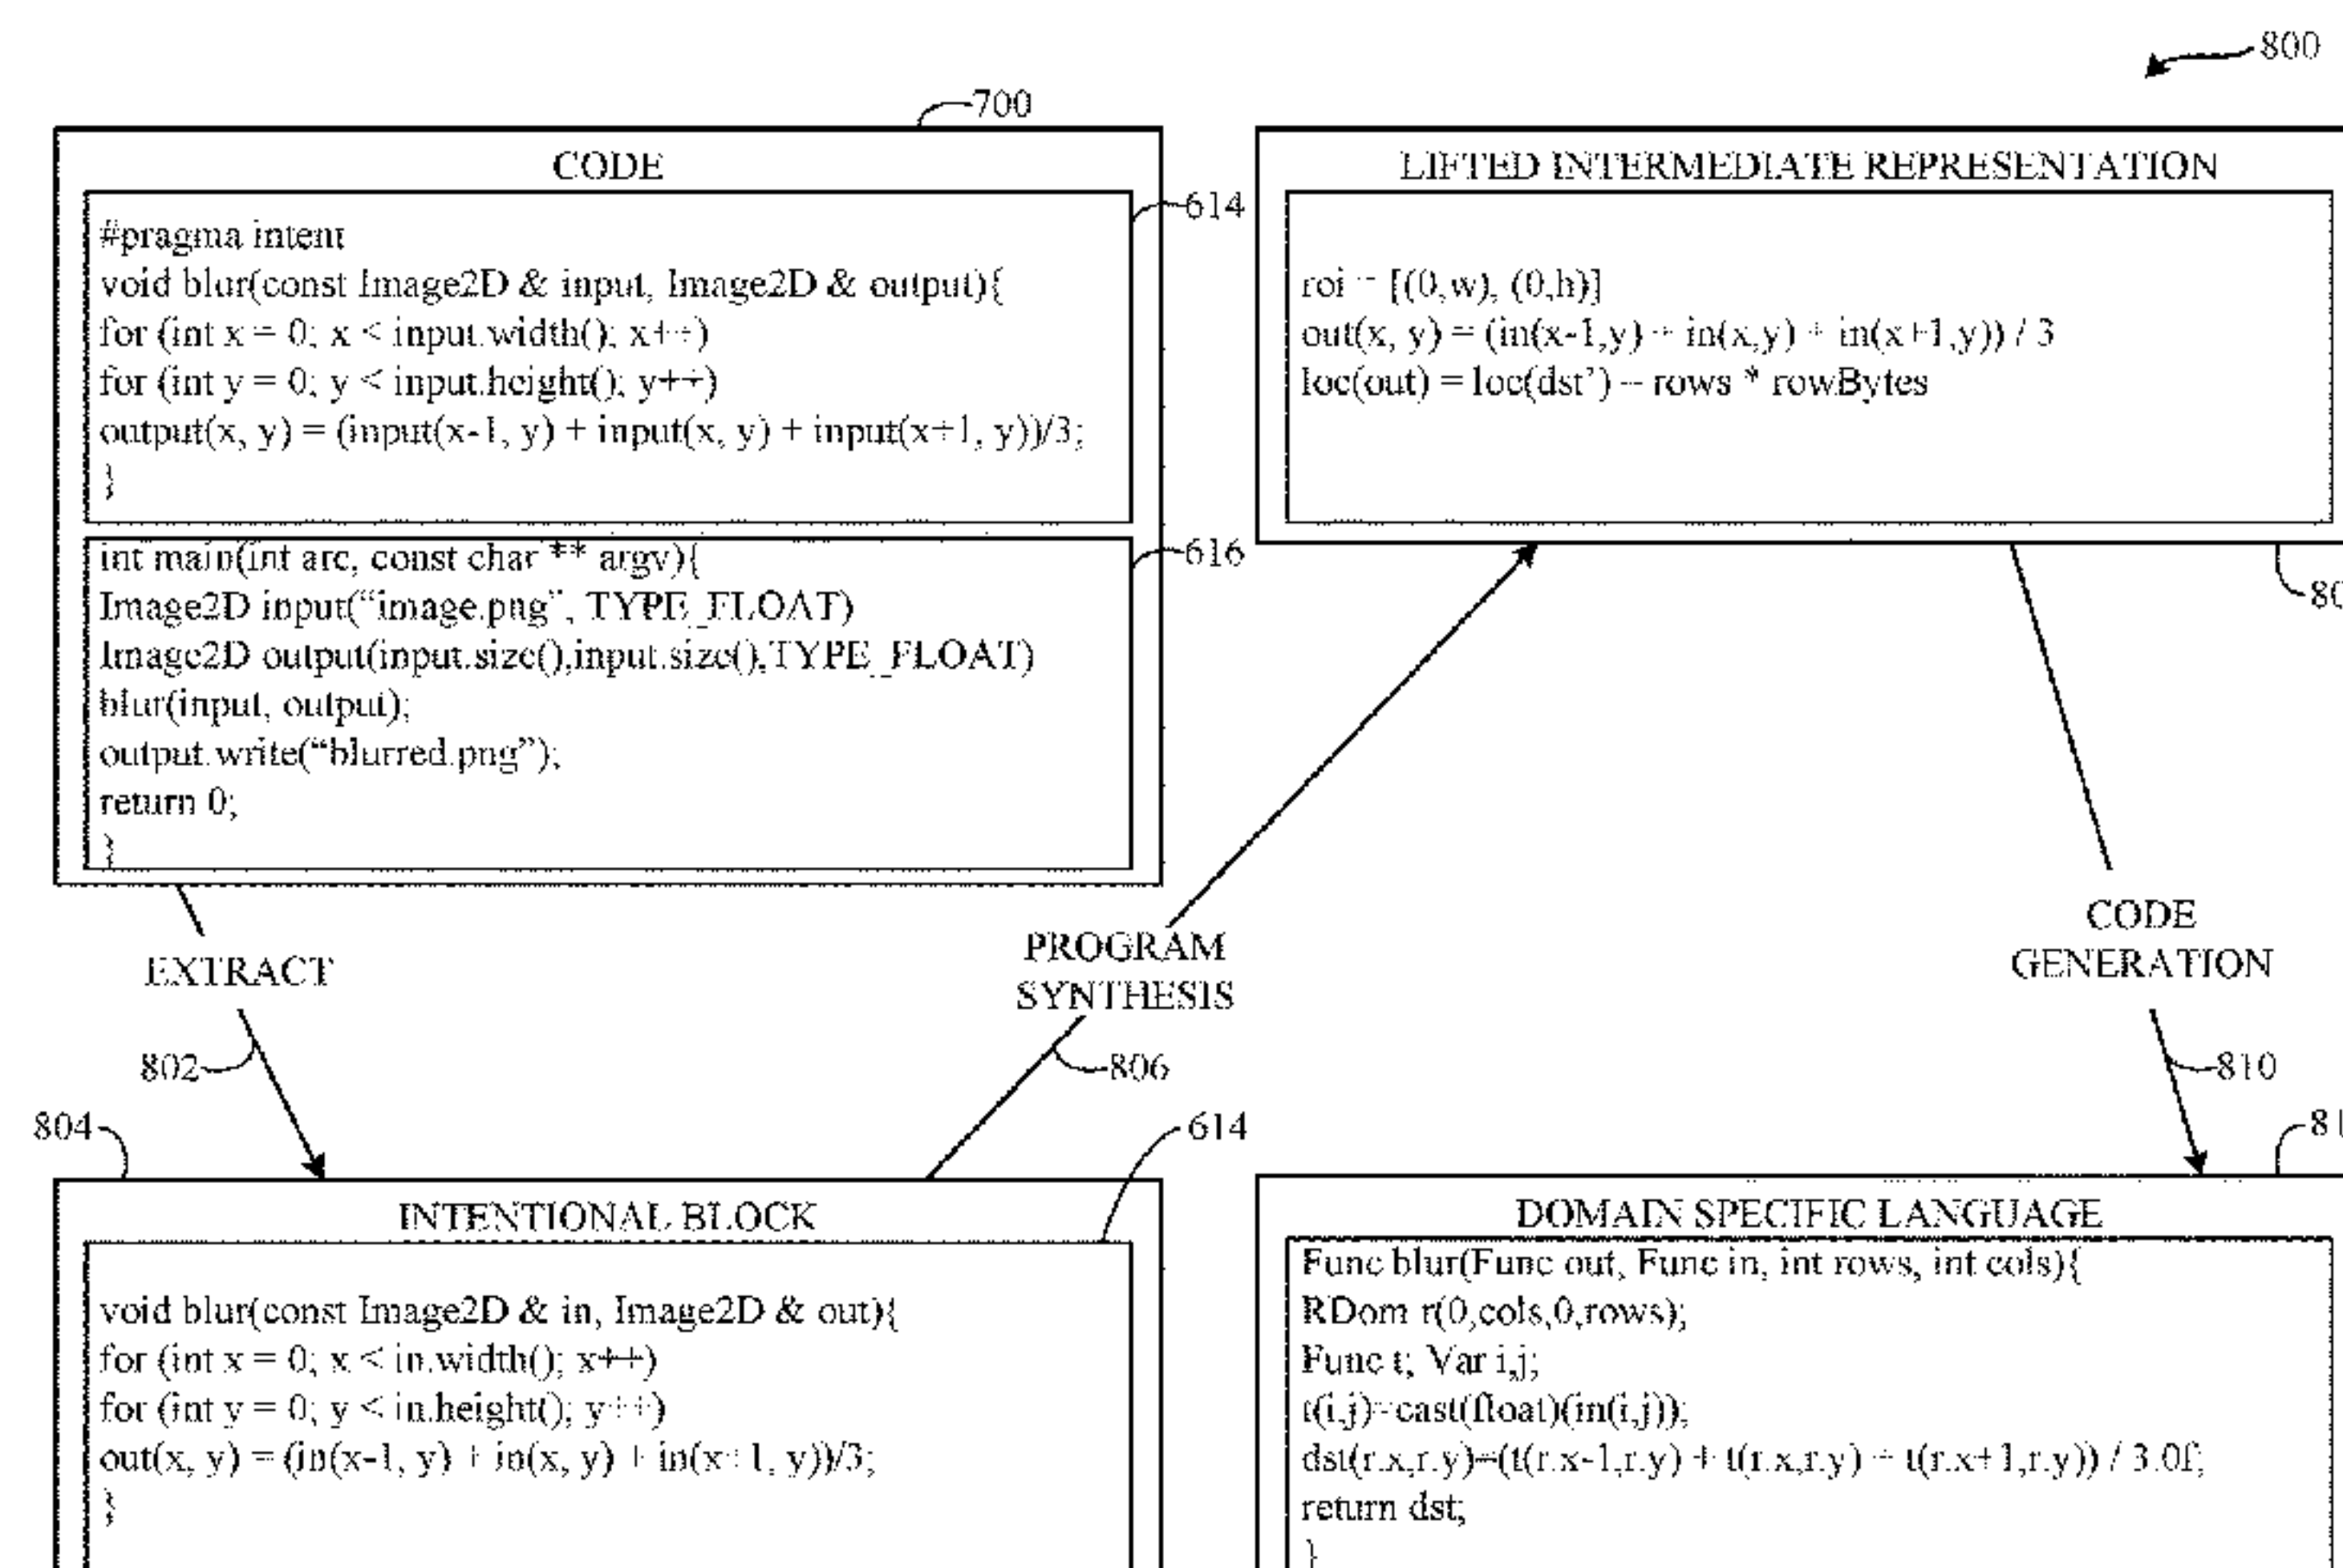 800
700
CODE
614
#pragma intent
void blur(const Image2D & input, Image2D & output){
for (int x = 0; x < input.width(); x++)
for (int y = 0; y < input.height(); y++)
output(x, y) = (input(x-1, y) + input(x, y) + input(x+1, y))/3;
}
616
int main(int arc, const char ** argv){
Image2D input(“image.png”, TYPE_FLOAT)
Image2D output(input.size(),input.size(),TYPE_FLOAT)
blur(input, output);
output.write(“blurred.png”);
return 0;
}
LIFTED INTERMEDIATE REPRESENTATION
roi = [(0,w), (0,h)]
out(x, y) = (in(x-1,y) + in(x,y) + in(x+1,y)) / 3
loc(out) = loc(dst’) – rows * rowBytes
EXTRACT
802
PROGRAM
SYNTHESIS
806
CODE
GENERATION
810
804
614
INTENTIONAL BLOCK
void blur(const Image2D & in, Image2D & out){
for (int x = 0; x < in.width(); x++)
for (int y = 0; y < in.height(); y++)
out(x, y) = (in(x-1, y) + in(x, y) + in(x+1, y))/3;
}
DOMAIN SPECIFIC LANGUAGE
Func blur(Func out, Func in, int rows, int cols){
RDom r(0,cols,0,rows);
Func t; Var i,j;
t(i,j)=cast(float)(in(i,j));
dst(r.x,r.y)=(t(r.x-1,r.y) + t(r.x,r.y) + t(r.x+1,r.y)) / 3.0f;
return dst;
}